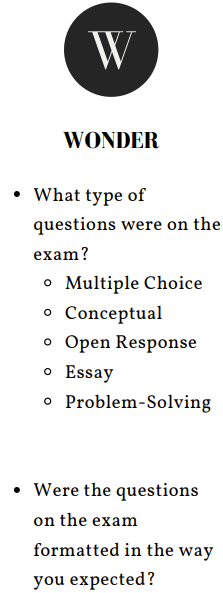 W
WONDER
• What type of
questions were on the
exam?
◦ Multiple Choice
◦ Conceptual
◦ Open Response
◦ Essay
◦ Problem-Solving
• Were the questions
on the exam
formatted in the way
you expected?